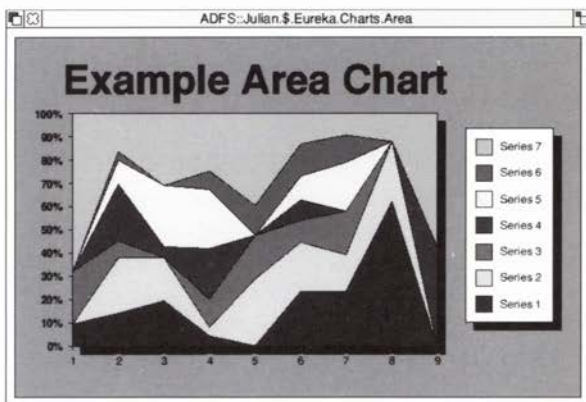 ADFS::Julian.$.Eureka.Charts.Area
Example Area Chart
100%
90%
80%
70%
60%
50%
40%
30%
20%
10%
0%
1 2 3 4 5 6 7 8 9
Series 7
Series 6
Series 5
Series 4
Series 3
Series 2
Series 1